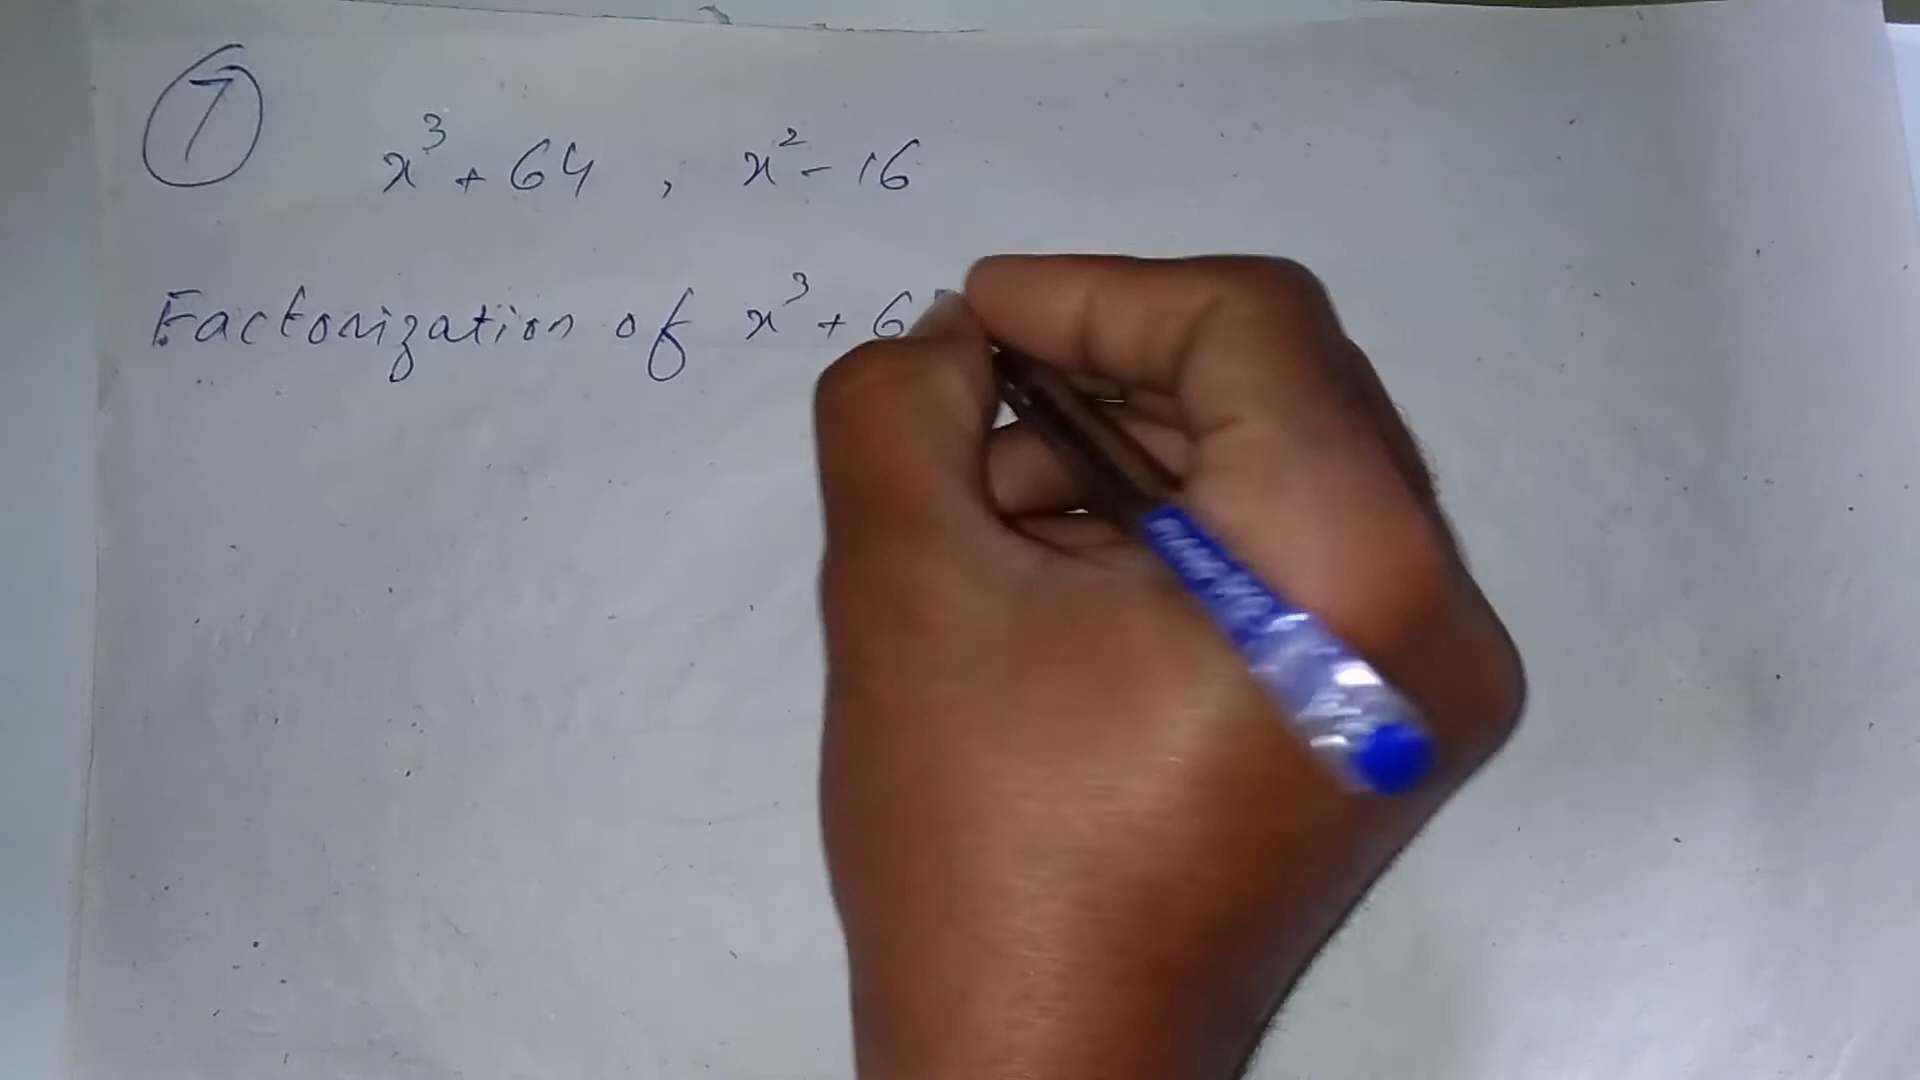 7 x³ + 64 , x² - 16
Factorization of x³ + 6